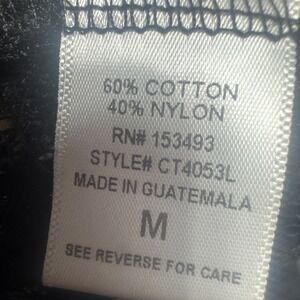 60% COTTON
40% NYLON
RN# 153493
STYLE# CT4053L
MADE IN GUATEMALA
M
SEE REVERSE FOR CARE